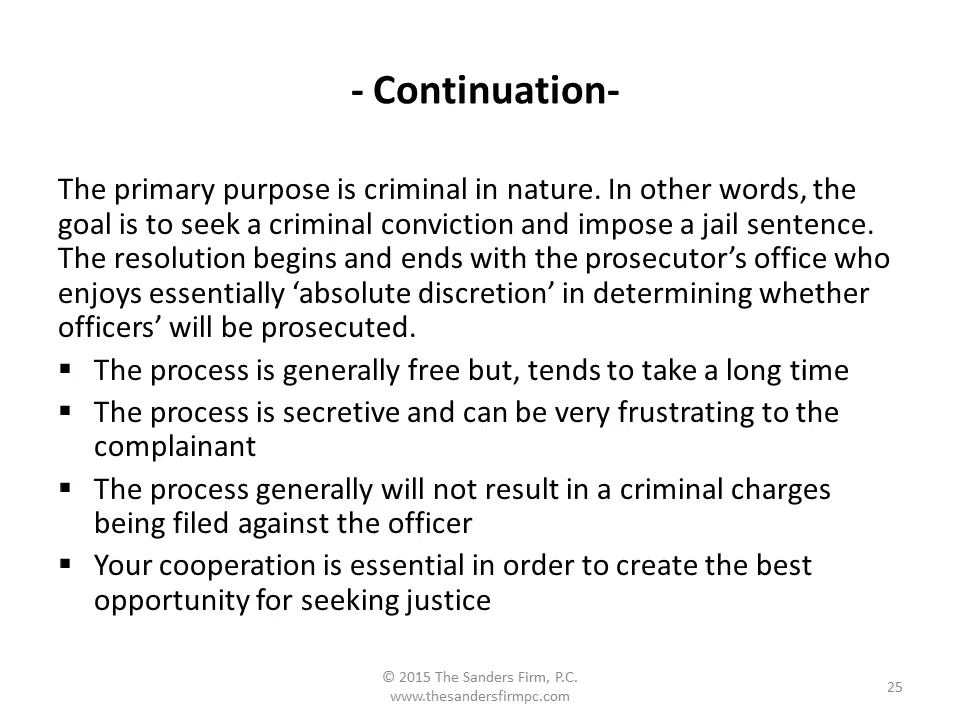 - Continuation-
The primary purpose is criminal in nature. In other words, the
goal is to seek a criminal conviction and impose a jail sentence.
The resolution begins and ends with the prosecutor’s office who
enjoys essentially ‘absolute discretion’ in determining whether
officers’ will be prosecuted.
▪ The process is generally free but, tends to take a long time
▪ The process is secretive and can be very frustrating to the
complainant
▪ The process generally will not result in a criminal charges
being filed against the officer
▪ Your cooperation is essential in order to create the best
opportunity for seeking justice
© 2015 The Sanders Firm, P.C.
www.thesandersfirmpc.com
25